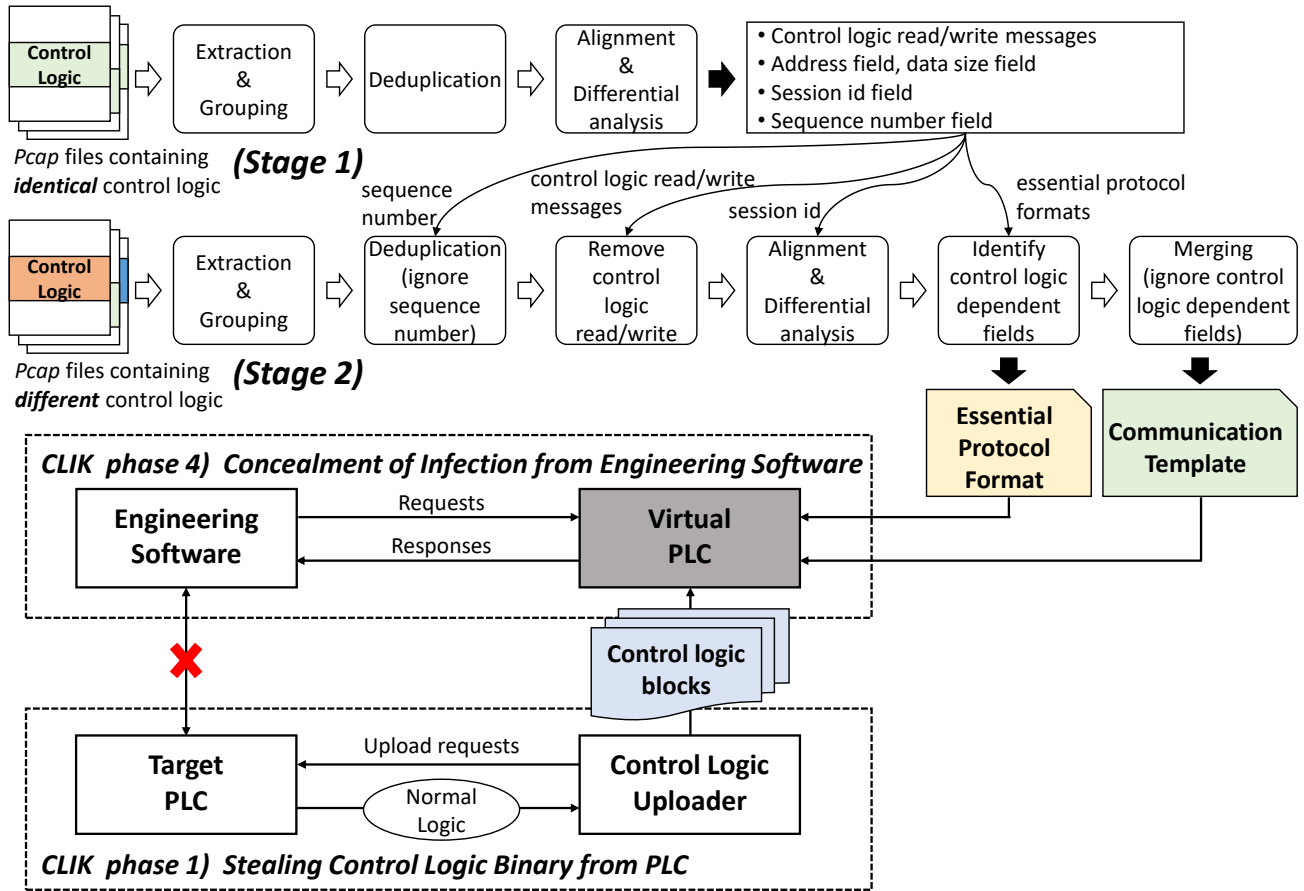 Control
Logic
Extraction
&
Grouping
Deduplication
Alignment
&
Differential
analysis
• Control logic read/write messages
• Address field, data size field
• Session id field
• Sequence number field
Pcap files containing
identical control logic
(Stage 1)
sequence
number
control logic read/write
messages
session id
essential protocol
formats
Control
Logic
Extraction
&
Grouping
Deduplication
(ignore
sequence
number)
Remove
control
logic
read/write
Alignment
&
Differential
analysis
Identify
control logic
dependent
fields
Merging
(ignore control
logic dependent
fields)
Pcap files containing
different control logic
(Stage 2)
Essential
Protocol
Format
Communication
Template
CLIK phase 4) Concealment of Infection from Engineering Software
Engineering
Software
Requests
Responses
Virtual
PLC
Control logic
blocks
Target
PLC
Upload requests
Normal
Logic
Control Logic
Uploader
CLIK phase 1) Stealing Control Logic Binary from PLC